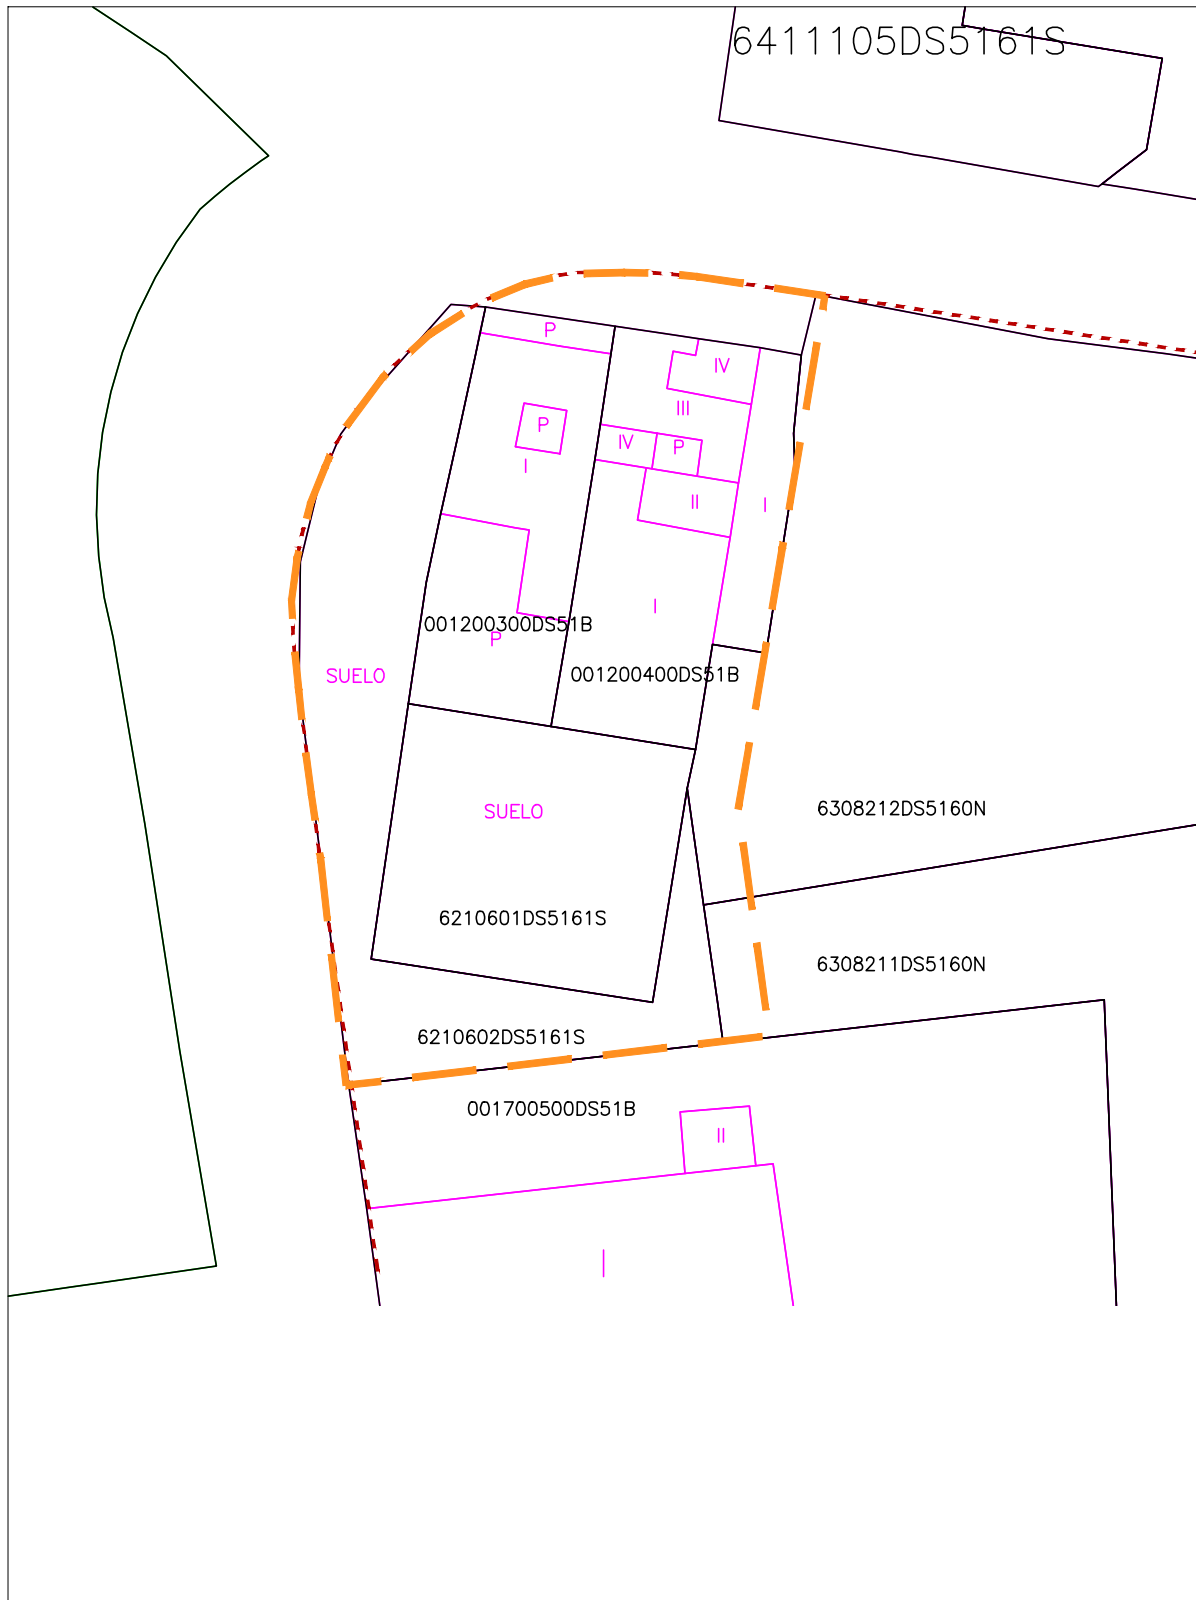 6411105DS5161S
P
IV
III
P
IV
P
I
II
I
I
001200300DS51B
P
001200400DS51B
SUELO
SUELO
6308212DS5160N
6210601DS5161S
6308211DS5160N
6210602DS5161S
001700500DS51B
II
I